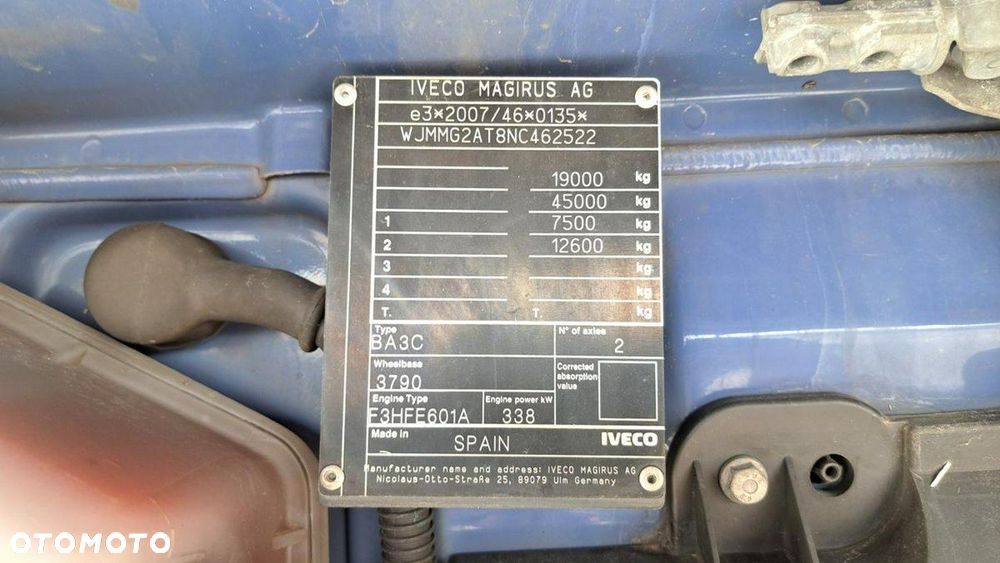 IVECO MAGIRUS AG
e3*2007/46*0135*
WJMMG2AT8NC462522
19000 kg
45000 kg
1 7500 kg
2 12600 kg
3 kg
4 kg
T. T. kg
Type N° of axles
BA3C 2
Wheelbase Corrected absorption value
3790
Engine Type Engine power kW
F3HFE601A 338
Made in SPAIN IVECO
Manufacturer name and address: IVECO MAGIRUS AG
Nicolaus-Otto-Straße 25, 89079 Ulm Germany
OTOMOTO